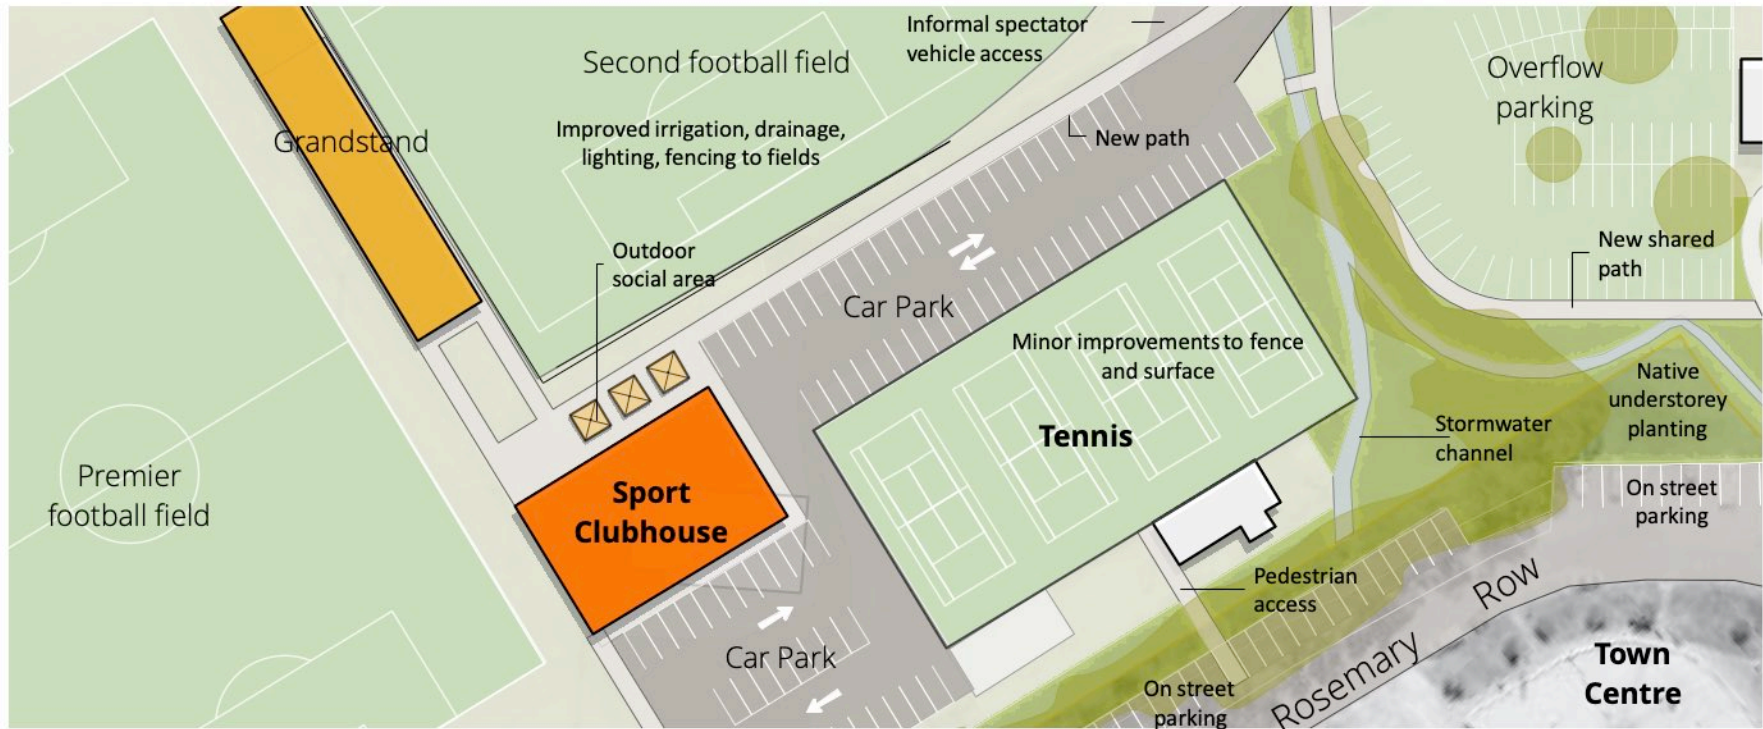 Informal spectator
vehicle access
Second football field
Overflow
parking
Grandstand
Improved irrigation, drainage,
lighting, fencing to fields
New path
Outdoor
social area
New shared
path
Car Park
Minor improvements to fence
and surface
Native
understorey
planting
Tennis
Stormwater
channel
Premier
football field
Sport
Clubhouse
On street
parking
Pedestrian
access
Rosemary Row
Car Park
Town
Centre
On street
parking